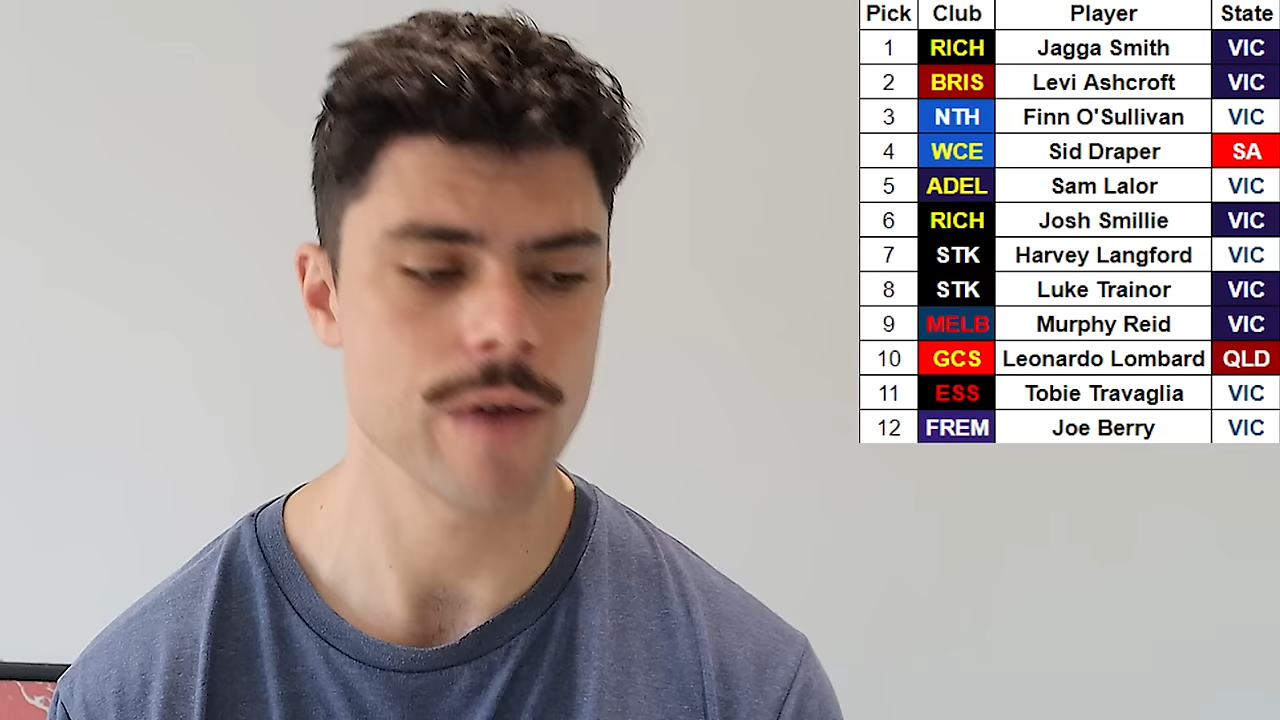 Pick Club Player State
1 RICH Jagga Smith VIC
2 BRIS Levi Ashcroft VIC
3 NTH Finn O'Sullivan VIC
4 WCE Sid Draper SA
5 ADEL Sam Lalor VIC
6 RICH Josh Smillie VIC
7 STK Harvey Langford VIC
8 STK Luke Trainor VIC
9 MELB Murphy Reid VIC
10 GCS Leonardo Lombard QLD
11 ESS Tobie Travaglia VIC
12 FREM Joe Berry VIC